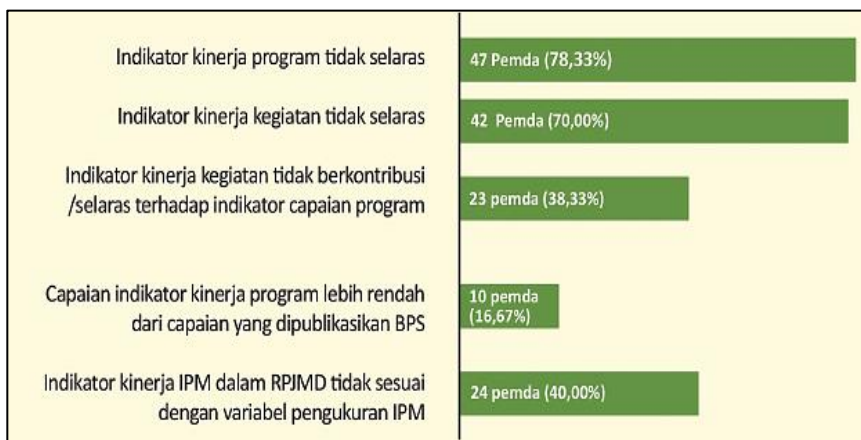 Indikator kinerja program tidak selaras
47 Pemda (78,33%)
Indikator kinerja kegiatan tidak selaras
42 Pemda (70,00%)
Indikator kinerja kegiatan tidak berkontribusi
/selaras terhadap indikator capaian program
23 pemda (38,33%)
Capaian indikator kinerja program lebih rendah
dari capaian yang dipublikasikan BPS
10 pemda
(16,67%)
Indikator kinerja IPM dalam RPJMD tidak sesuai
dengan variabel pengukuran IPM
24 pemda (40,00%)